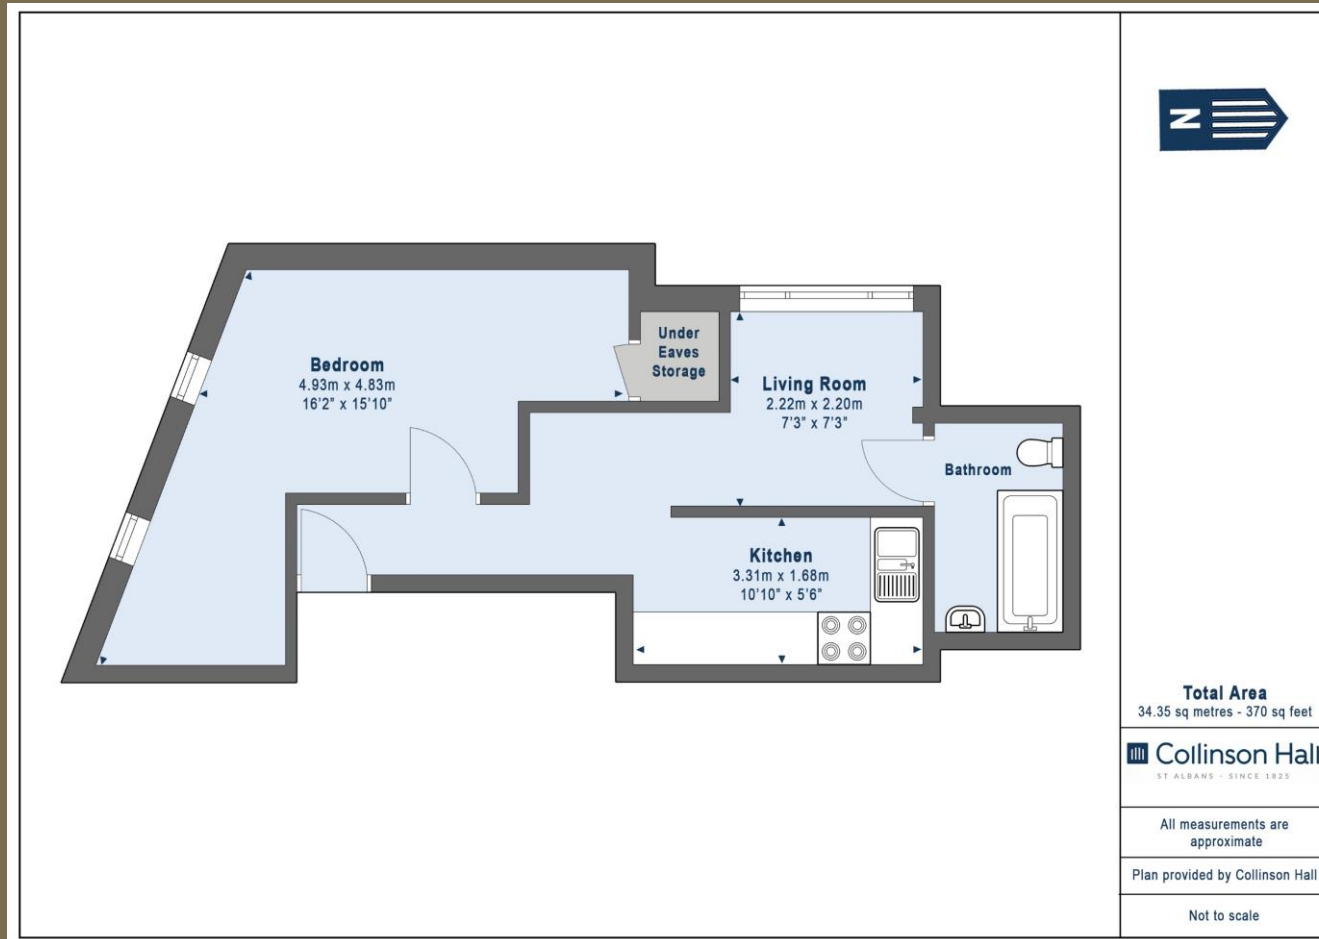 N
Under
Eaves
Storage
Bedroom
4.93m x 4.83m
16'2" x 15'10"
Living Room
2.22m x 2.20m
7'3" x 7'3"
Bathroom
Kitchen
3.31m x 1.68m
10'10" x 5'6"
Total Area
34.35 sq metres - 370 sq feet
Collinson Hall
ST ALBANS - SINCE 1825
All measurements are
approximate
Plan provided by Collinson Hall
Not to scale